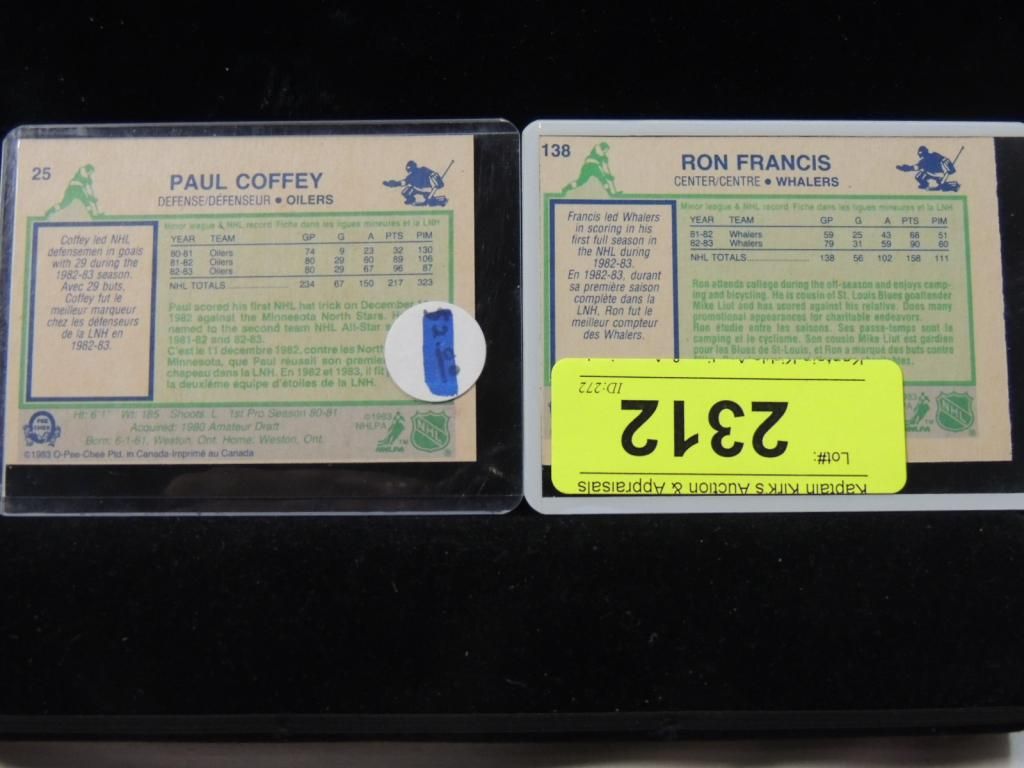 25
PAUL COFFEY
DEFENSE/DÉFENSEUR • OILERS
Coffey led NHL
defensemen in goals
with 29 during the
1982-83 season.
Avec 29 buts,
Coffey fut le
meilleur marqueur
chez les défenseurs
de la LNH en
1982-83.
Minor league & NHL record Fiche dans les ligues mineures et la LNH
YEAR TEAM GP G A PTS PIM
80-81 Oilers 74 9 23 32 130
81-82 Oilers 80 29 60 89 106
82-83 Oilers 80 29 67 96 87
NHL TOTALS 234 67 150 217 323
Paul scored his first NHL hat trick on December
1982 against the Minnesota North Stars.
named to the second team NHL All-Star
1981-82 and 82-83.
C'est le 11 décembre 1982, contre les North
Minnesota, que Paul réussit son premier
chapeau dans la LNH. En 1982 et 1983, il fit
la deuxième équipe d'étoiles de la LNH.
Ht: 6'1" Wt: 185 Shoots: L 1st Pro Season 80-81
Acquired: 1980 Amateur Draft
Born: 6-1-61, Weston, Ont. Home: Weston, Ont.
©1983 O-Pee-Chee Ptd. in Canada-Imprimé au Canada
O PEE CHEE
©1983
NHLPA
NHLPA
NHL
138
RON FRANCIS
CENTER/CENTRE • WHALERS
Francis led Whalers
in scoring in his
first full season in
the NHL during
1982-83.
En 1982-83, durant
sa première saison
complète dans la
LNH, Ron fut le
meilleur compteur
des Whalers.
Minor league & NHL record Fiche dans les ligues mineures et la LNH
YEAR TEAM GP G A PTS PIM
81-82 Whalers 59 25 43 68 51
82-83 Whalers 79 31 59 90 60
NHL TOTALS 138 56 102 158 111
Ron attends college during the off-season and enjoys camp-
ing and bicycling. He is cousin of St. Louis Blues goaltender
Mike Liut and has scored against his relative. Does many
promotional appearances for charitable endeavors.
Ron étudie entre les saisons. Ses passe-temps sont le
camping et le cyclisme. Son cousin Mike Liut est gardien
pour les Blues de St-Louis, et Ron a marqué des buts contre
NHL
Kaptain Kirk's Auction & Appraisals
Lot#:
2312
ID:272